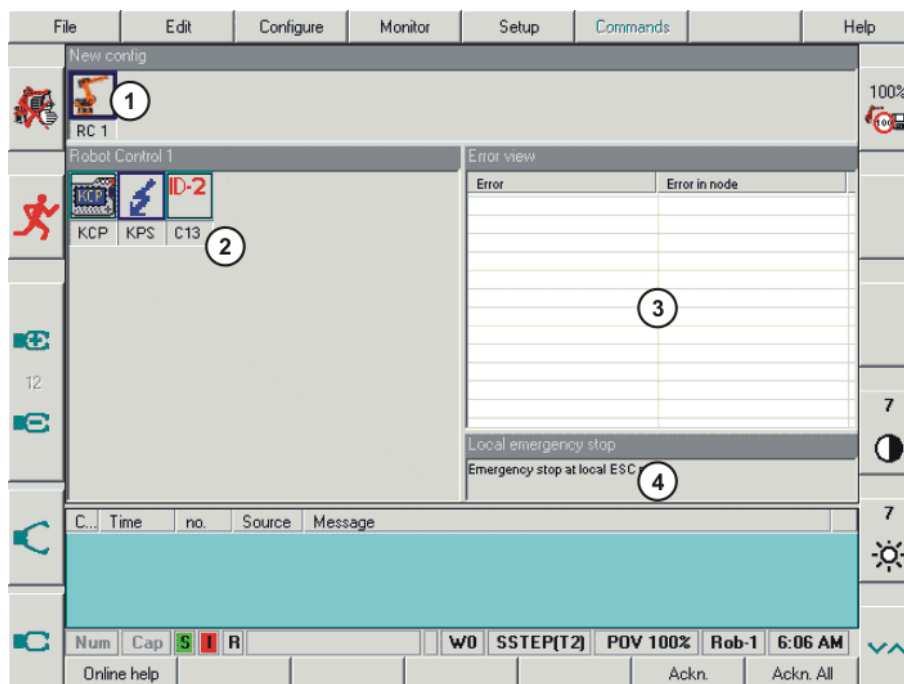 File Edit Configure Monitor Setup Commands Help
New config
1
RC 1
100%
100
Robot Control 1
Error view
Error Error in node
KCP
ID-2
KCP KPS C13
2
3
12
7
Local emergency stop
Emergency stop at local ESC
4
C... Time no. Source Message
7
Num Cap S I R W0 SSTEP(T2) POV 100% Rob-1 6:06 AM
Online help Ackn. Ackn. All